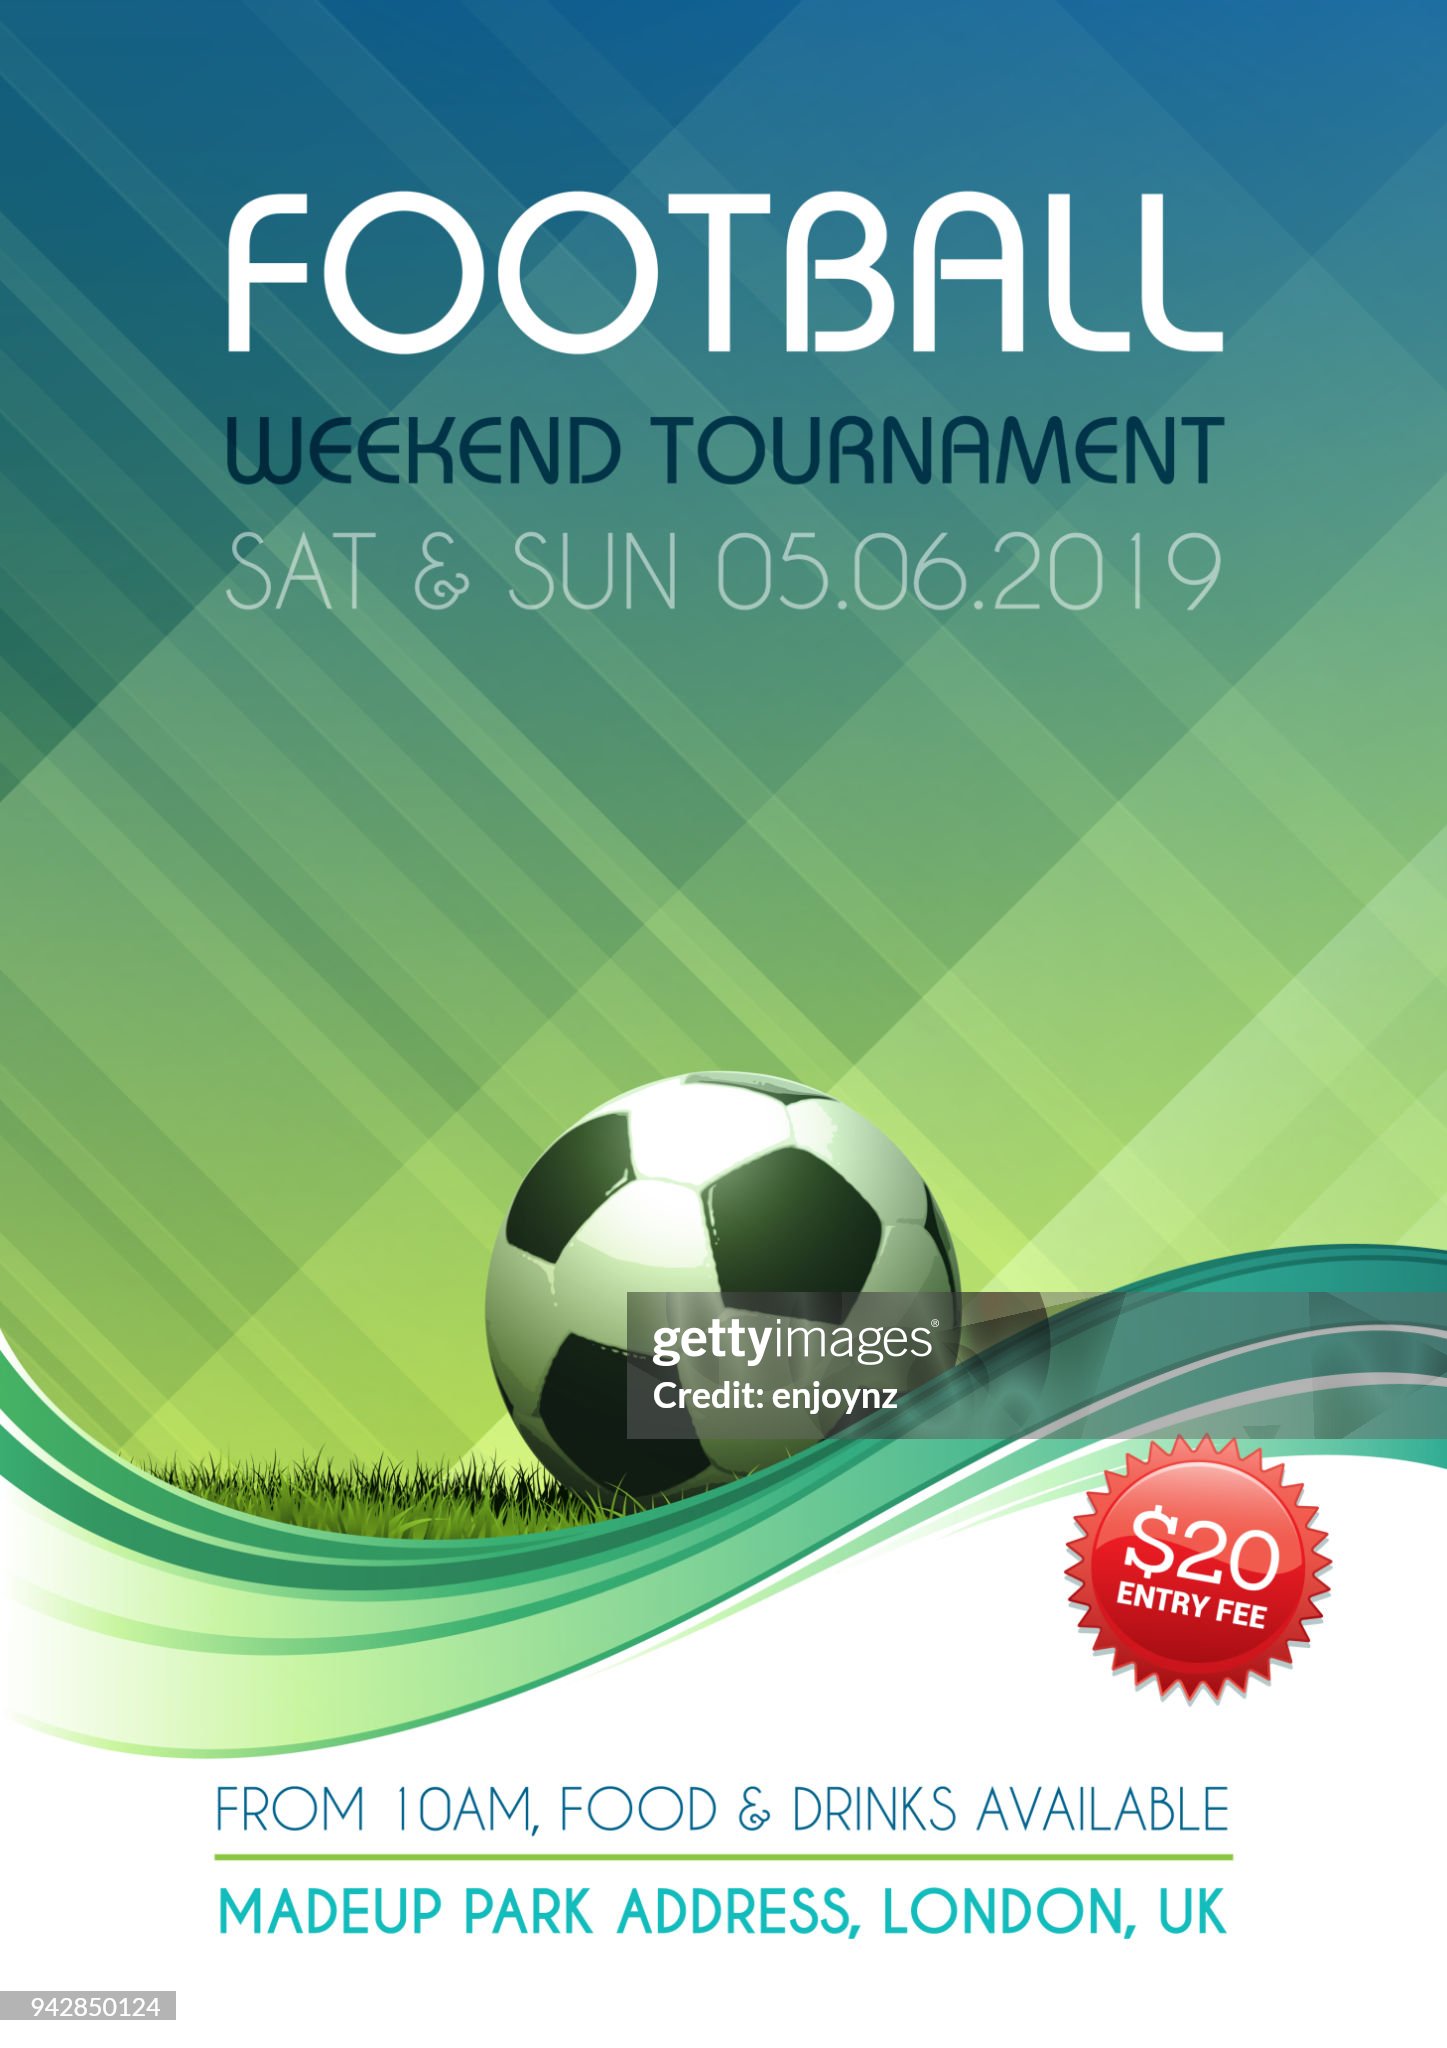 FOOTBALL
WEEKEND TOURNAMENT
SAT & SUN 05.06.2019
gettyimages®
Credit: enjoynz
$20
ENTRY FEE
FROM 10AM, FOOD & DRINKS AVAILABLE
MADEUP PARK ADDRESS, LONDON, UK
942850124